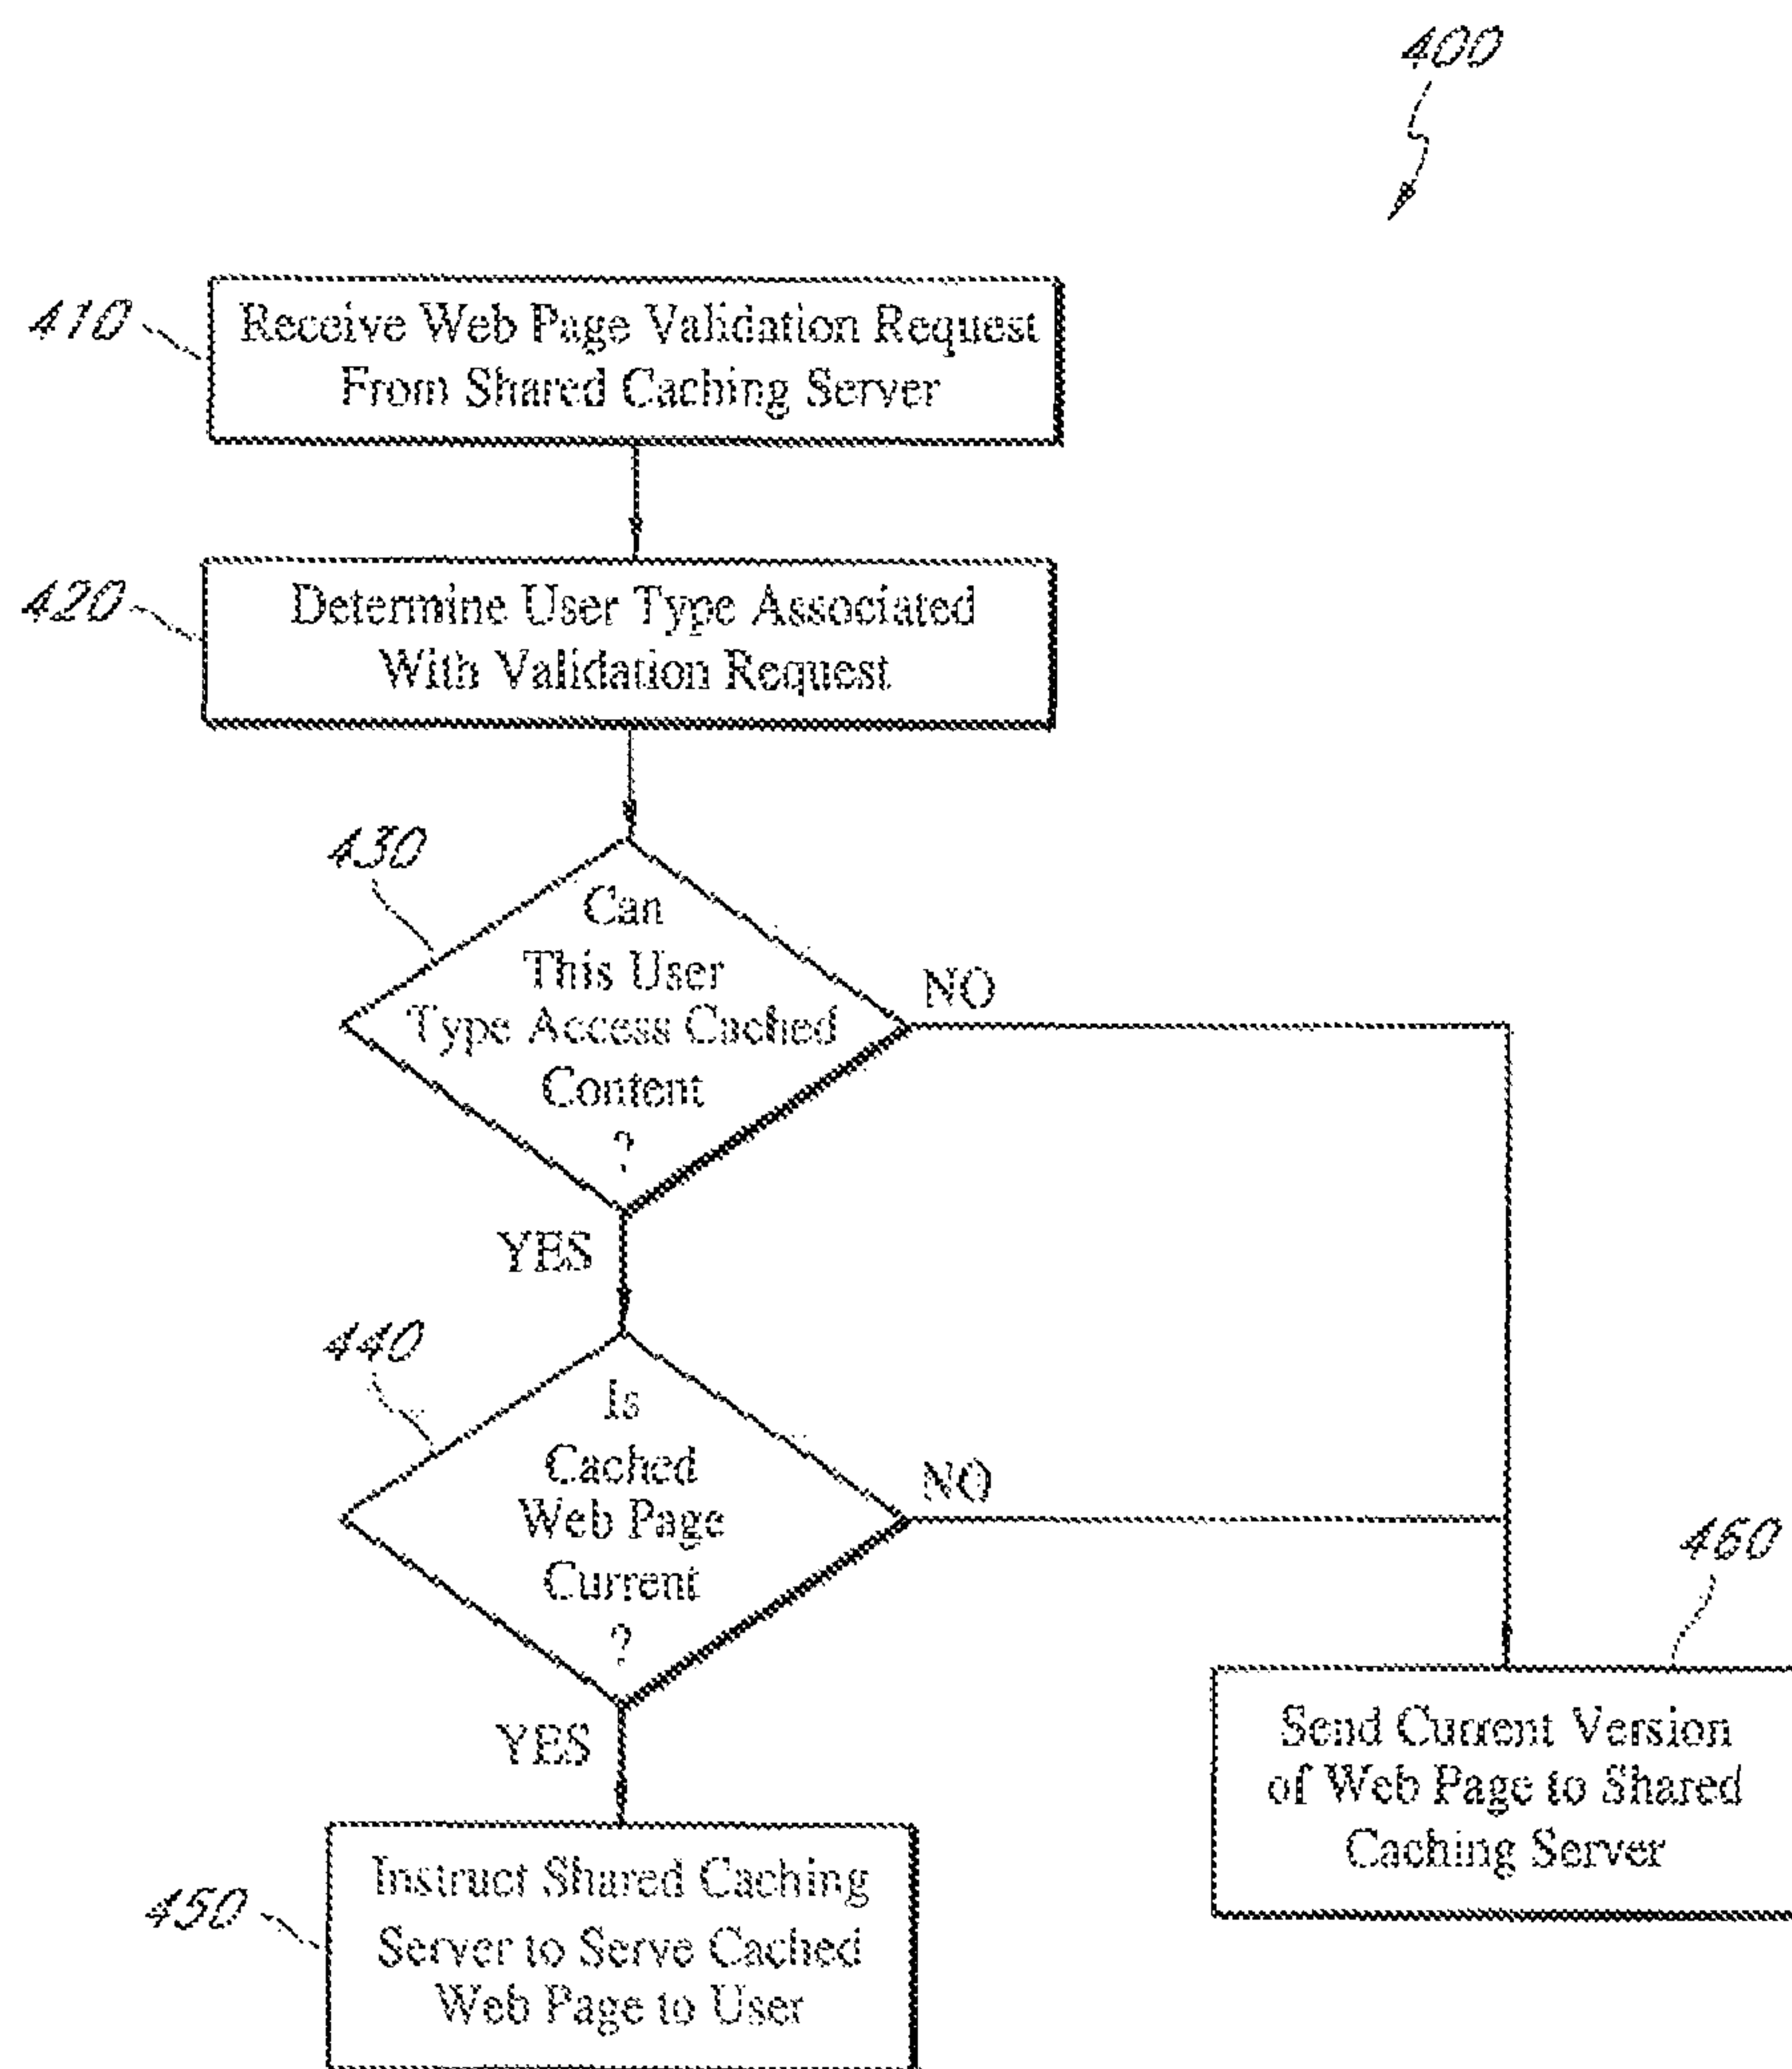 400
410
Receive Web Page Validation Request
From Shared Caching Server
420
Determine User Type Associated
With Validation Request
430
Can
This User
Type Access Cached
Content
?
NO
YES
440
Is
Cached
Web Page
Current
?
NO
YES
460
Send Current Version
of Web Page to Shared
Caching Server
450
Instruct Shared Caching
Server to Serve Cached
Web Page to User